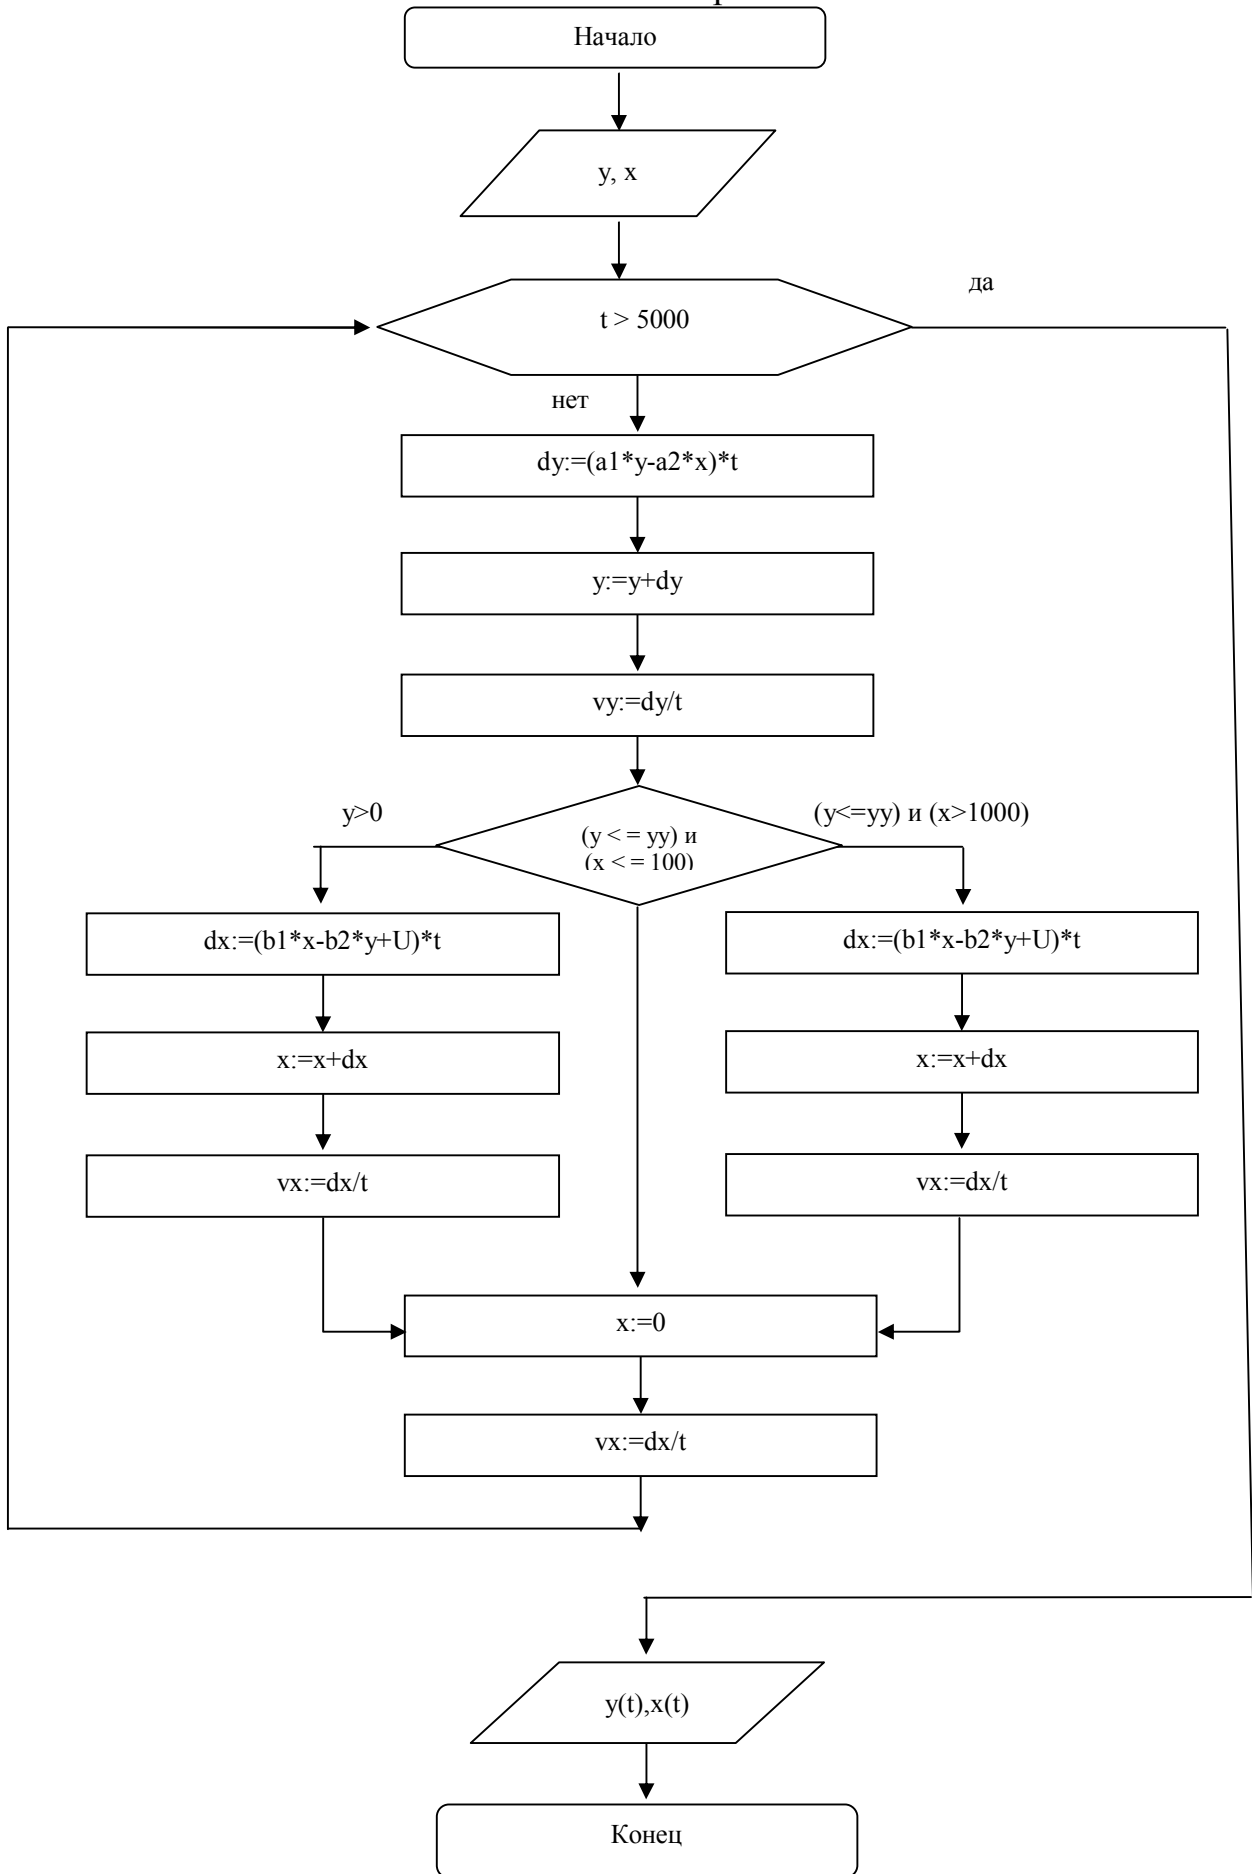 Начало
y, x
да
t > 5000
нет
dy:=(a1*y-a2*x)*t
y:=y+dy
vy:=dy/t
y>0
(y<=yy) и (x>1000)
(y < = yy) и
(x < = 100)
dx:=(b1*x-b2*y+U)*t
dx:=(b1*x-b2*y+U)*t
x:=x+dx
x:=x+dx
vx:=dx/t
vx:=dx/t
x:=0
vx:=dx/t
y(t),x(t)
Конец